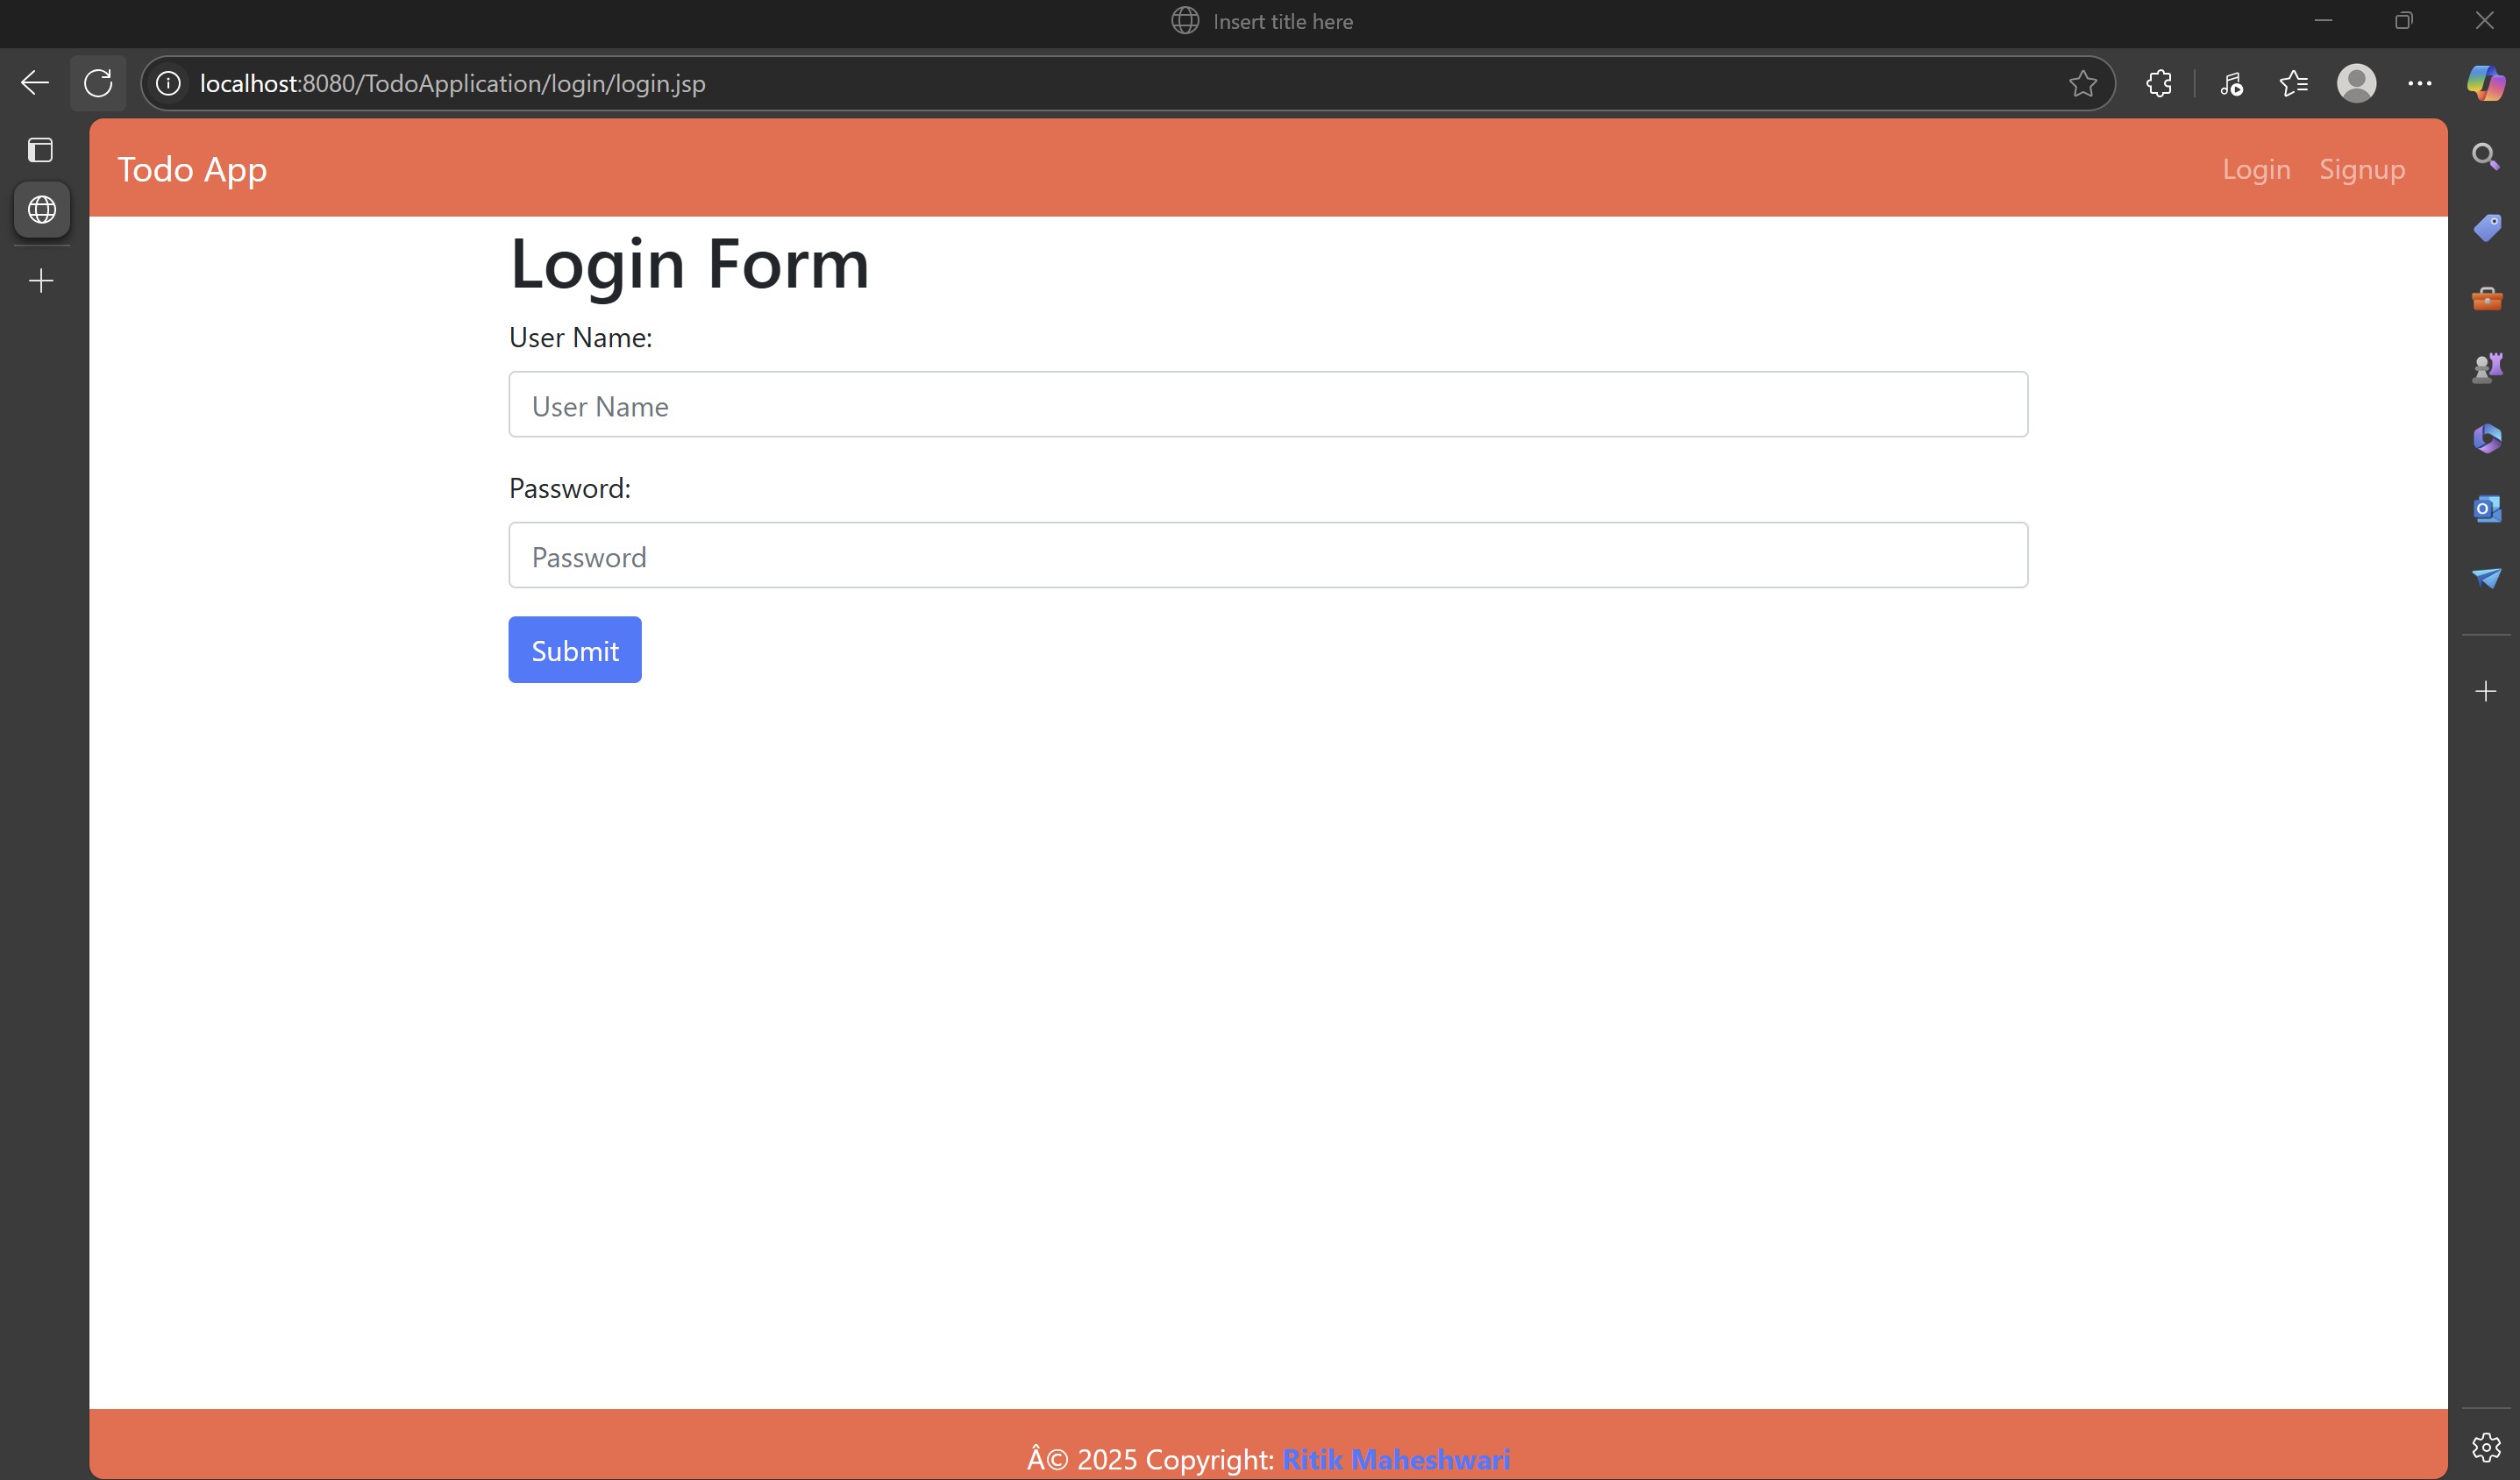 Insert title here
localhost:8080/TodoApplication/login/login.jsp
Todo App
Login Signup
Login Form
User Name:
User Name
Password:
Password
Submit
Â© 2025 Copyright: Ritik Maheshwari